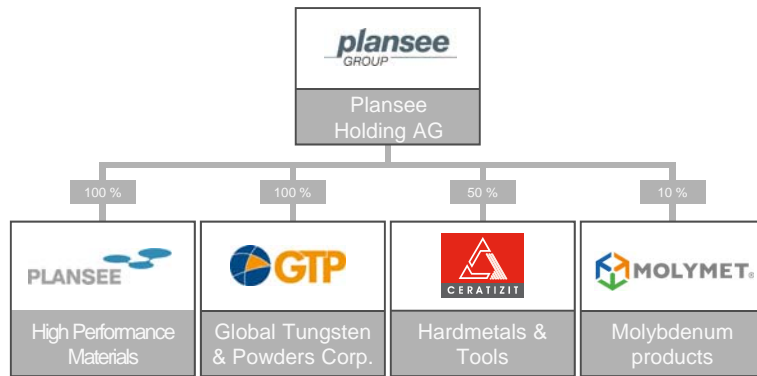 plansee
GROUP
Plansee
Holding AG
100 %
100 %
50 %
10 %
PLANSEE
GTP
CERATIZIT
MOLYMET®
High Performance
Materials
Global Tungsten
& Powders Corp.
Hardmetals &
Tools
Molybdenum
products